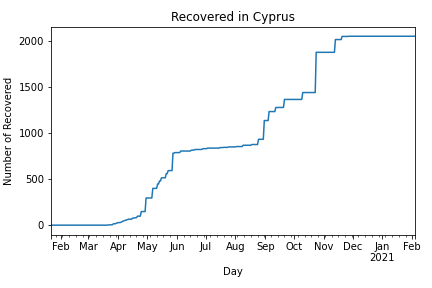 Recovered in Cyprus
Number of Recovered
2000
1500
1000
500
0
Feb Mar Apr May Jun Jul Aug Sep Oct Nov Dec Jan Feb
2021
Day